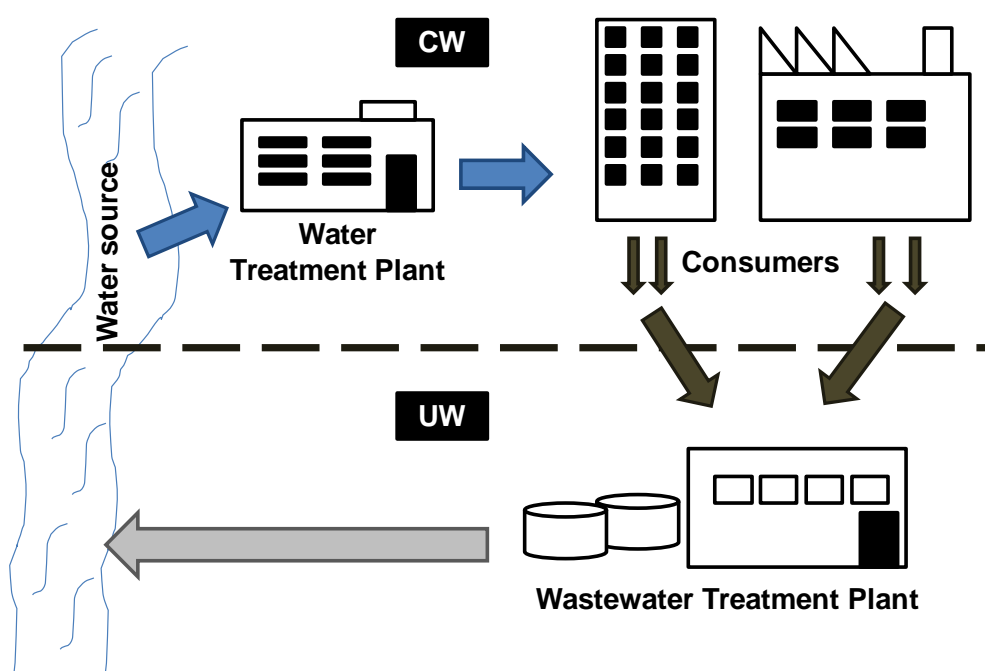 CW
Water source
Water
Treatment Plant
Consumers
UW
Wastewater Treatment Plant